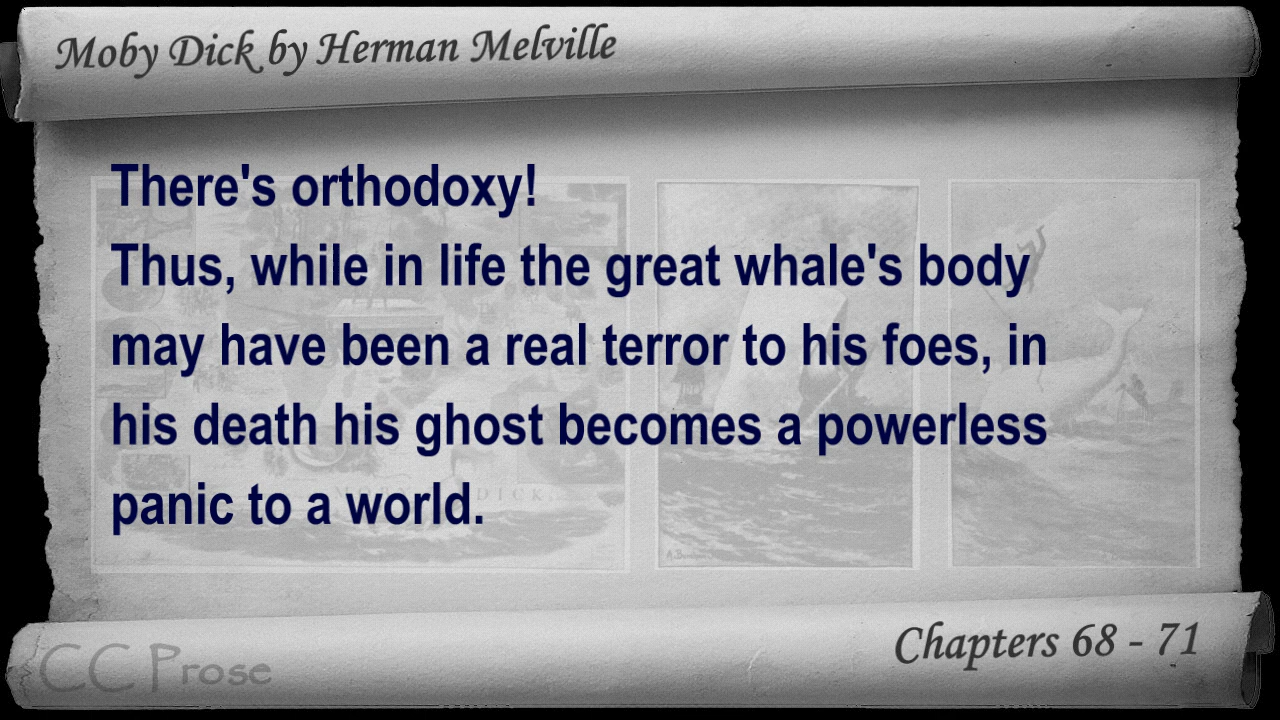 Moby Dick by Herman Melville
There's orthodoxy!
Thus, while in life the great whale's body
may have been a real terror to his foes, in
his death his ghost becomes a powerless
panic to a world.
Chapters 68 - 71
CC Prose